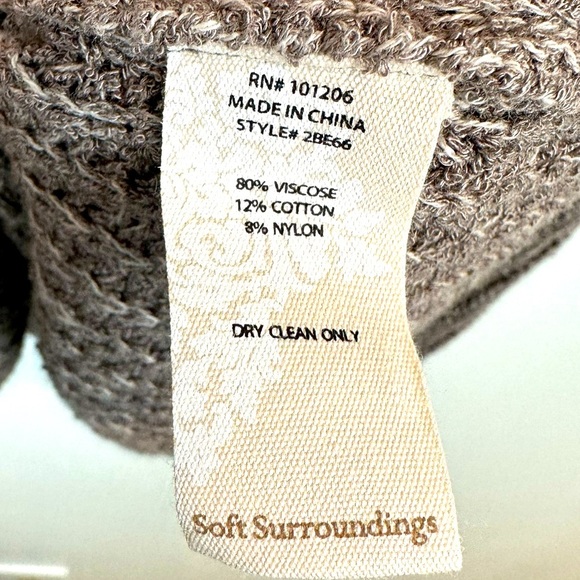 RN# 101206
MADE IN CHINA
STYLE# 2BE66
80% VISCOSE
12% COTTON
8% NYLON
DRY CLEAN ONLY
Soft Surroundings